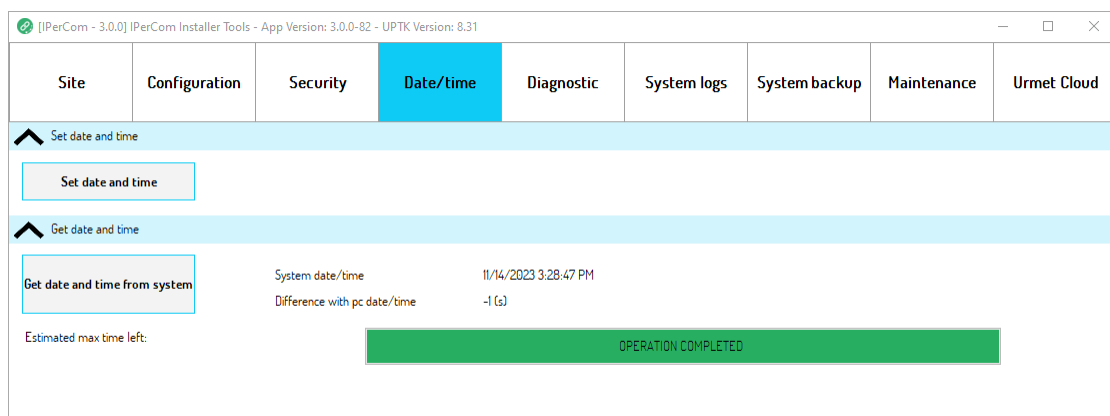 [IPerCom - 3.0.0] IPerCom Installer Tools - App Version: 3.0.0-82 - UPTK Version: 8.31
Site Configuration Security Date/time Diagnostic System logs System backup Maintenance Urmet Cloud
Set date and time
Set date and time
Get date and time
Get date and time from system
System date/time 11/14/2023 3:28:47 PM
Difference with pc date/time -1 (s)
Estimated max time left:
OPERATION COMPLETED